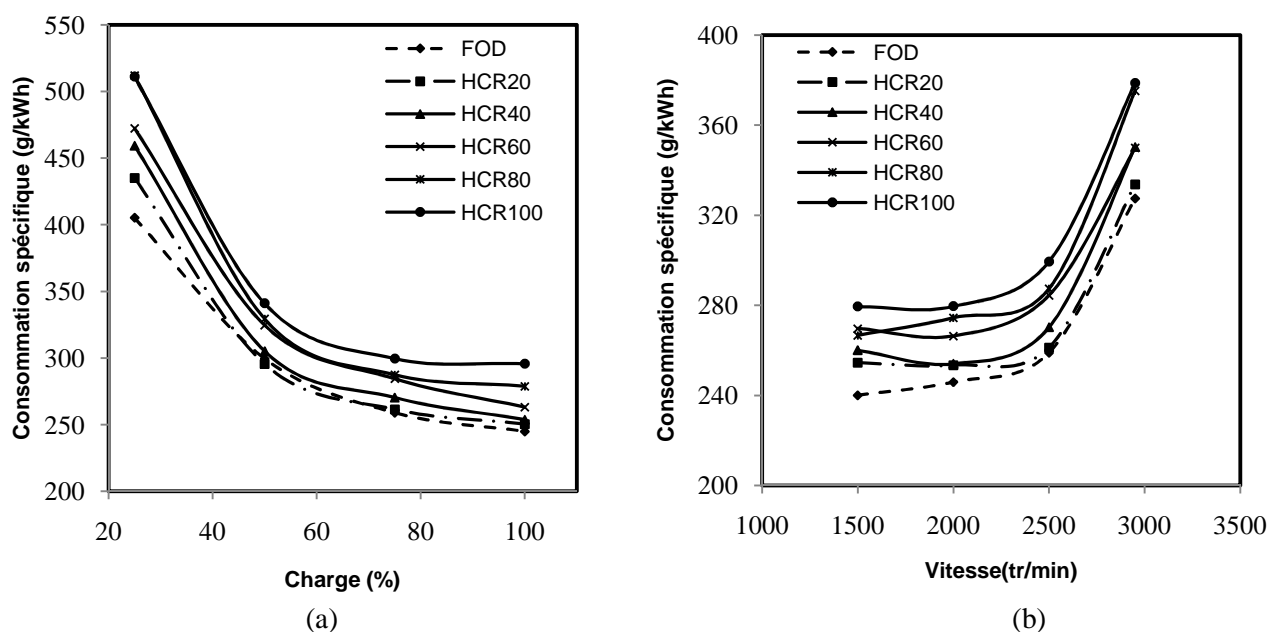 550
500
450
400
350
300
250
200
Consommation spécifique (g/kWh)
20
40
60
80
100
Charge (%)
FOD
HCR20
HCR40
HCR60
HCR80
HCR100
(a)
400
360
320
280
240
200
Consommation spécifique (g/kWh)
1000
1500
2000
2500
3000
3500
Vitesse(tr/min)
FOD
HCR20
HCR40
HCR60
HCR80
HCR100
(b)